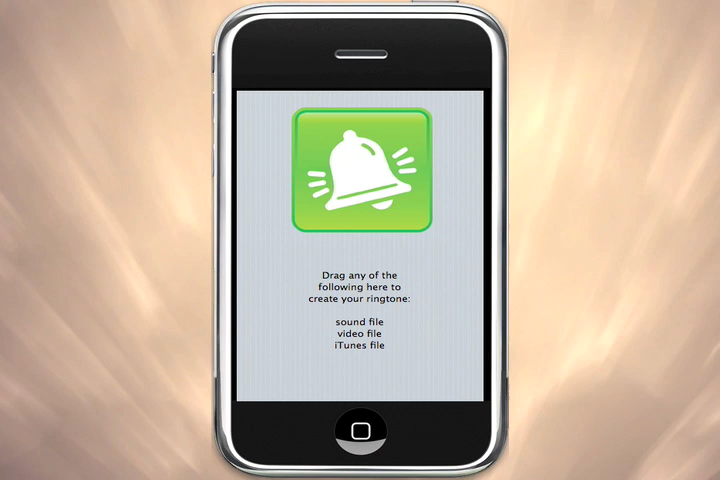 Drag any of the
following here to
create your ringtone:
sound file
video file
iTunes file